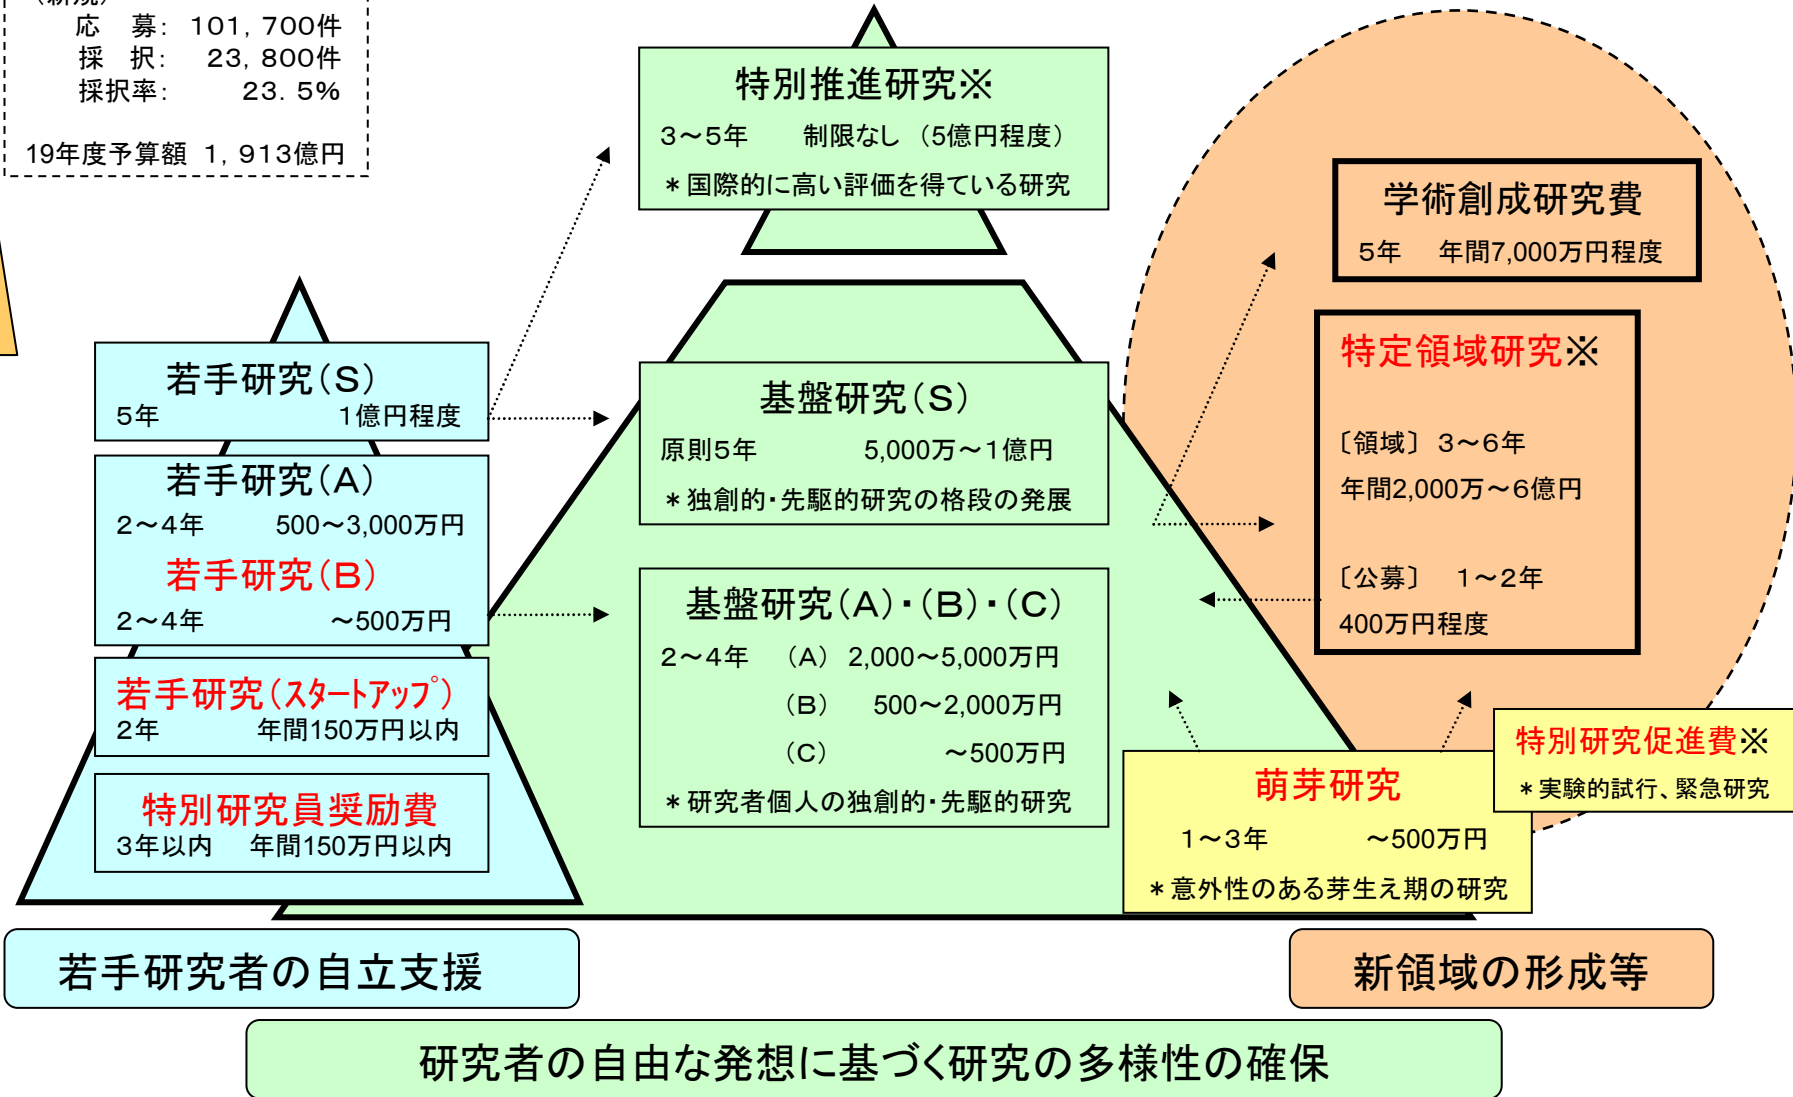 (新規)
応　募： 101,700件
採　択： 23,800件
採択率： 23.5%
19年度予算額 1,913億円
特別推進研究※
3～5年　制限なし （5億円程度）
＊国際的に高い評価を得ている研究
学術創成研究費
5年　年間7,000万円程度
特定領域研究※
〔領域〕 3～6年
年間2,000万～6億円
〔公募〕 1～2年
400万円程度
若手研究（S）
5年　1億円程度
若手研究（A）
2～4年　500～3,000万円
若手研究（B）
2～4年　～500万円
若手研究（スタートアップ）
2年　年間150万円以内
特別研究員奨励費
3年以内　年間150万円以内
基盤研究（S）
原則5年　5,000万～1億円
＊独創的・先駆的研究の格段の発展
基盤研究（A）・（B）・（C）
2～4年　（A） 2,000～5,000万円
（B）　500～2,000万円
（C）　～500万円
＊研究者個人の独創的・先駆的研究
特別研究促進費※
＊実験的試行、緊急研究
萌芽研究
1～3年　～500万円
＊意外性のある芽生え期の研究
若手研究者の自立支援
新領域の形成等
研究者の自由な発想に基づく研究の多様性の確保